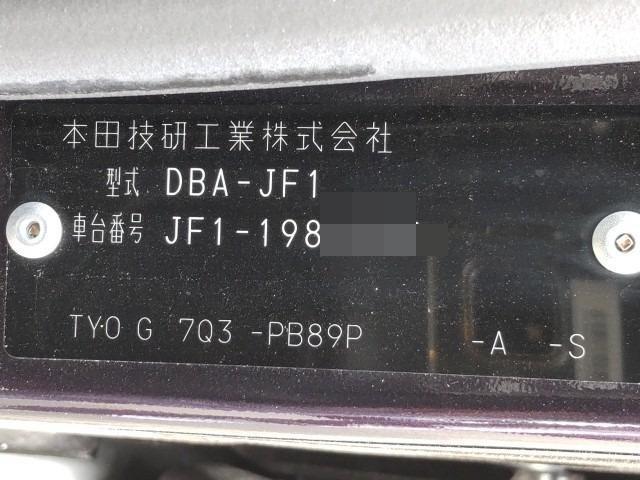 本田技研工業株式会社
型式 DBA-JF1
車台番号 JF1-198
TYO G 7Q3 -PB89P -A -S